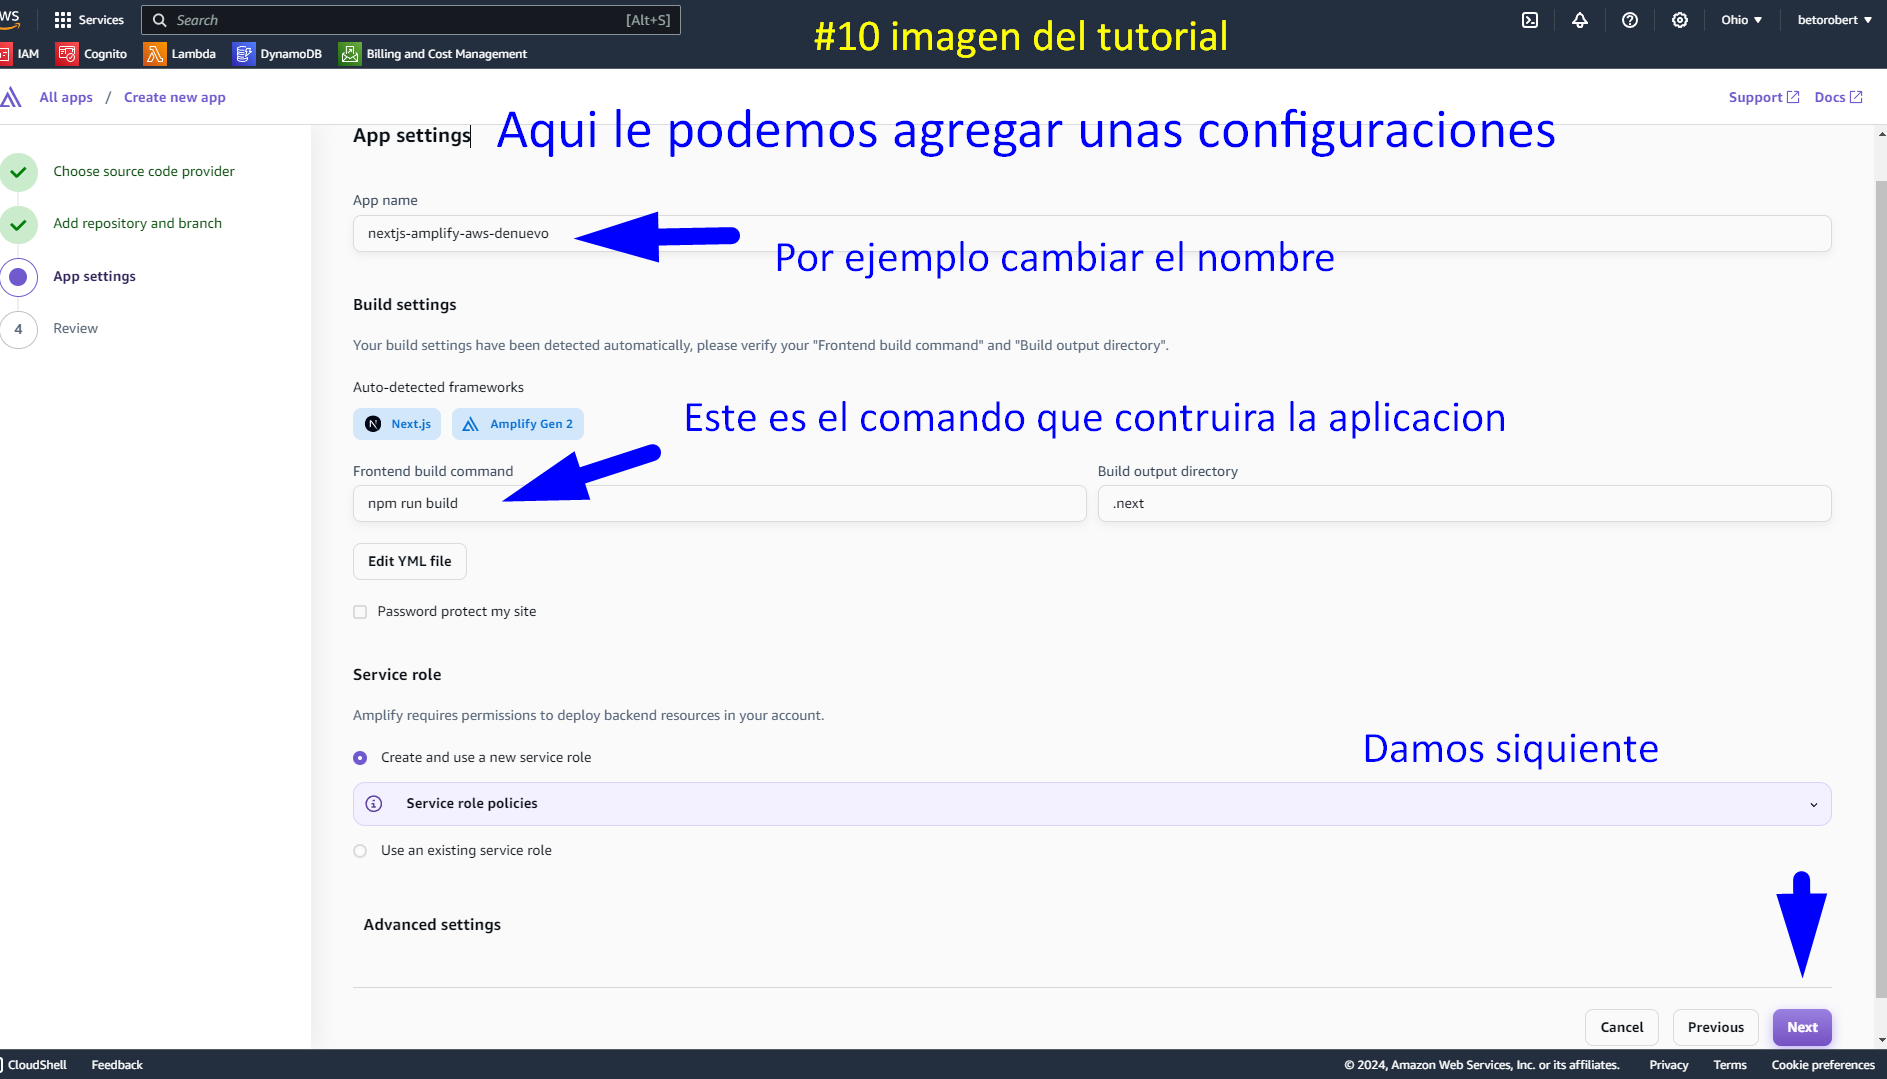 WS
Services
Search
[Alt+S]
#10 imagen del tutorial
Ohio
betorobert
IAM
Cognito
Lambda
DynamoDB
Billing and Cost Management
All apps / Create new app
Support
Docs
App settings
Aqui le podemos agregar unas configuraciones
Choose source code provider
Add repository and branch
App settings
4
Review
App name
nextjs-amplify-aws-denuevo
Por ejemplo cambiar el nombre
Build settings
Your build settings have been detected automatically, please verify your "Frontend build command" and "Build output directory".
Auto-detected frameworks
N
Next.js
Amplify Gen 2
Este es el comando que contruira la aplicacion
Frontend build command
npm run build
Build output directory
.next
Edit YML file
Password protect my site
Service role
Amplify requires permissions to deploy backend resources in your account.
Create and use a new service role
Damos siquiente
Service role policies
Use an existing service role
Advanced settings
Cancel
Previous
Next
CloudShell
Feedback
© 2024, Amazon Web Services, Inc. or its affiliates.
Privacy
Terms
Cookie preferences